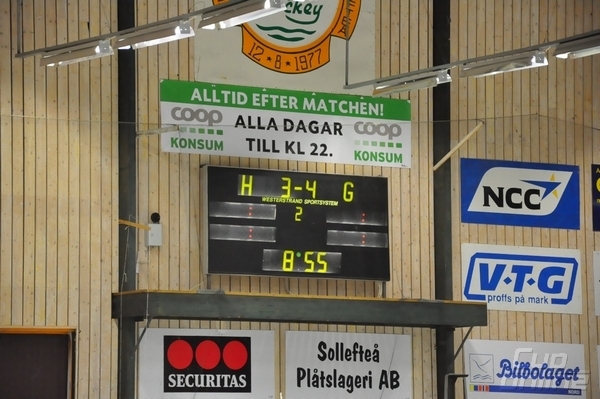 ckey
12·8·1977
ALLTID EFTER MATCHEN!
coop KONSUM
ALLA DAGAR
TILL KL 22.
coop KONSUM
H 3-4 G
WESTERSTRAND SPORTSYSTEM
2
8:55
NCC
V·T·G
proffs på mark
SECURITAS
Sollefteå
Plåtslageri AB
Bilbolaget